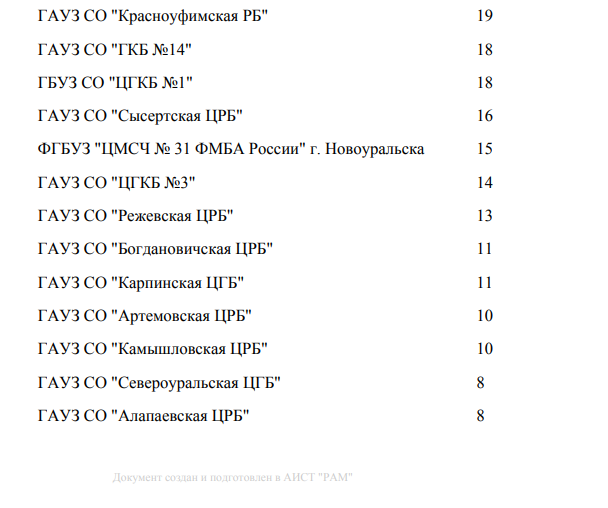 ГАУЗ СО "Красноуфимская РБ" 19
ГАУЗ СО "ГКБ №14" 18
ГБУЗ СО "ЦГКБ №1" 18
ГАУЗ СО "Сысертская ЦРБ" 16
ФГБУЗ "ЦМСЧ № 31 ФМБА России" г. Новоуральска 15
ГАУЗ СО "ЦГКБ №3" 14
ГАУЗ СО "Режевская ЦРБ" 13
ГАУЗ СО "Богдановичская ЦРБ" 11
ГАУЗ СО "Карпинская ЦГБ" 11
ГАУЗ СО "Артемовская ЦРБ" 10
ГАУЗ СО "Камышловская ЦРБ" 10
ГАУЗ СО "Североуральская ЦГБ" 8
ГАУЗ СО "Алапаевская ЦРБ" 8
Документ создан и подготовлен в АИСТ "РАМ"